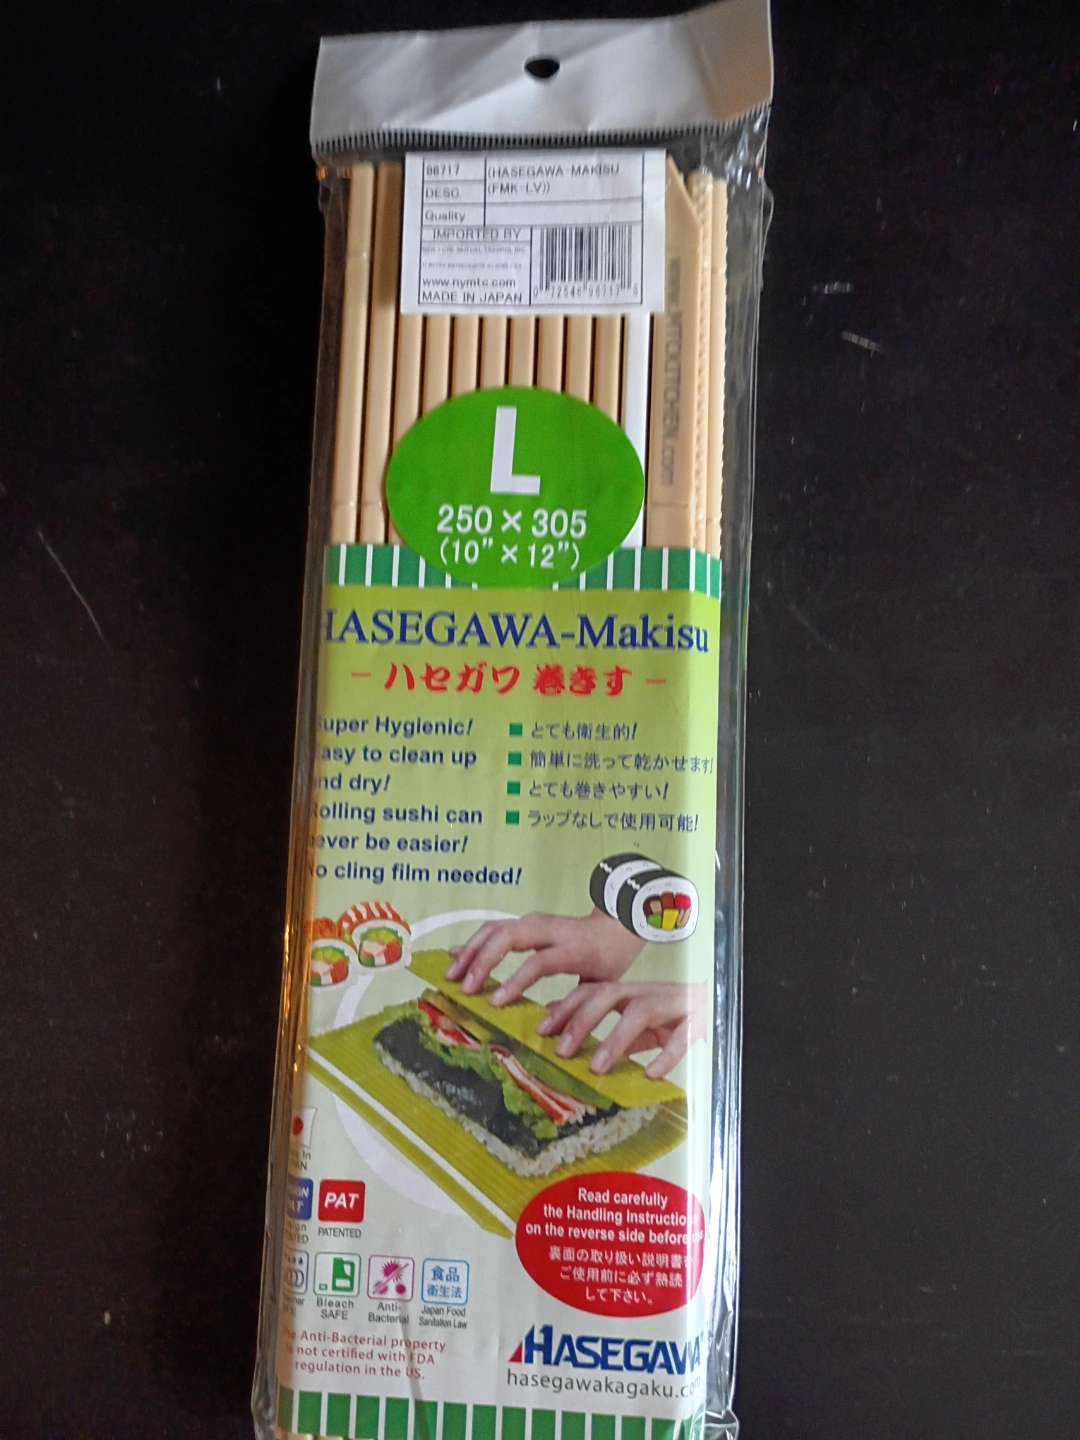 98717
(HASEGAWA MAKISU
DESC.
(FMK-LV))
Quality
IMPORTED BY
www.nymtc.com
MADE IN JAPAN
0 72546 98717
L
250 × 305
(10” × 12”)
HASEGAWA-Makisu
- ハセガワ 巻きす -
Super Hygienic!
Easy to clean up
and dry!
Rolling sushi can
never be easier!
No cling film needed!
■ とても衛生的!
■ 簡単に洗って乾かせます!
■ とても巻きやすい!
■ ラップなしで使用可能!
PAT
PATENTED
Bleach
SAFE
Anti-
Bacterial
食品
衛生法
Japan Food
Sanitation Law
Anti-Bacterial property
is not certified with FDA
regulation in the US.
Read carefully
the Handling Instructio
on the reverse side before
裏面の取り扱い説明書を
ご使用前に必ず熟読
して下さい。
HASEGAWA
hasegawakagaku.co